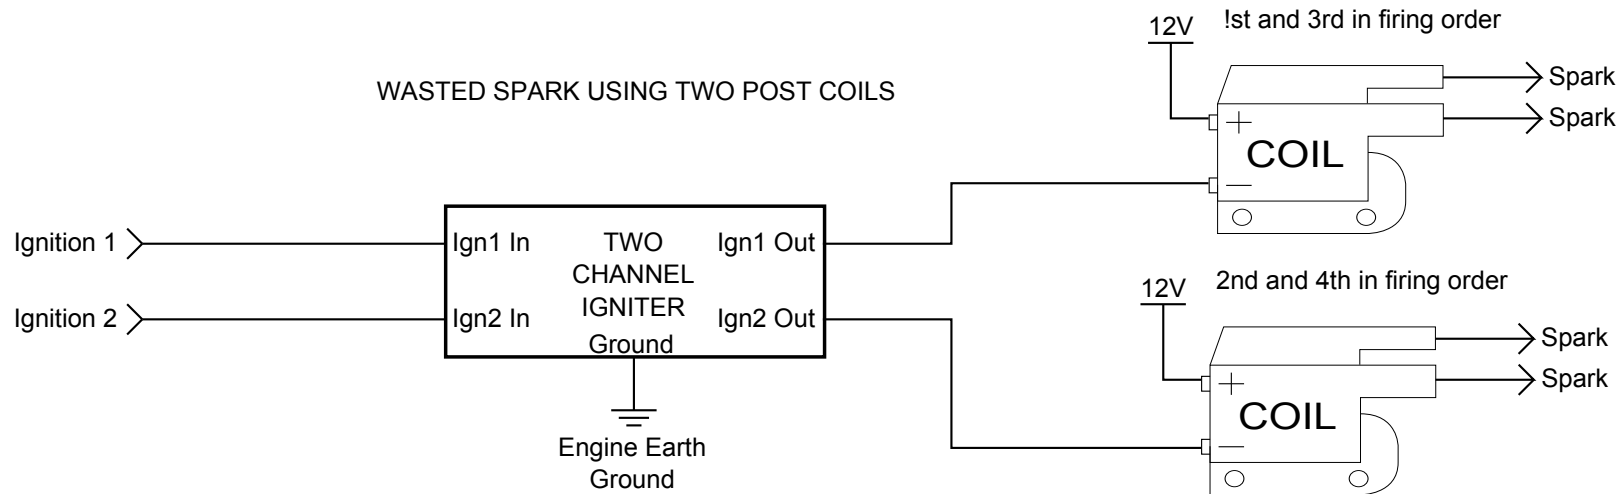 12V
!st and 3rd in firing order
WASTED SPARK USING TWO POST COILS
Spark
Spark
+
COIL
—
Ignition 1
Ign1 In
TWO
Ign1 Out
CHANNEL
IGNITER
Ignition 2
Ign2 In
Ign2 Out
Ground
12V
2nd and 4th in firing order
Spark
Spark
+
COIL
—
Engine Earth
Ground